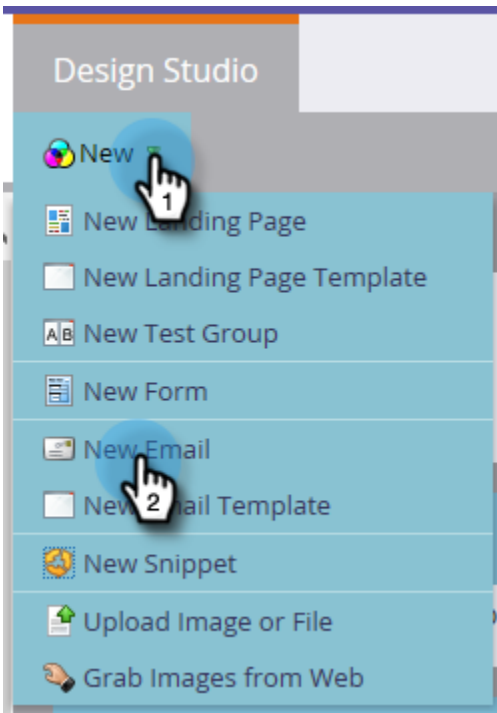 Design Studio
New
1
New Landing Page
New Landing Page Template
A B New Test Group
New Form
New Email
2
New Email Template
New Snippet
Upload Image or File
Grab Images from Web